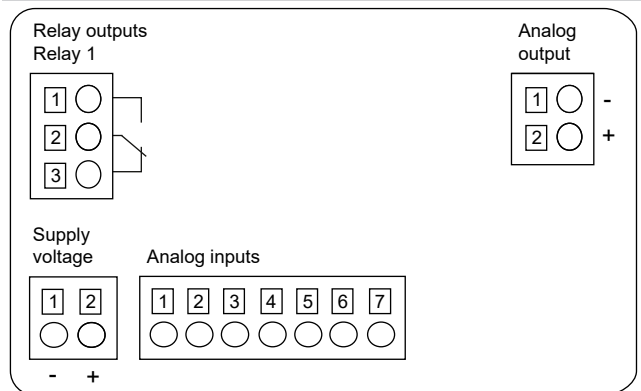 Relay outputs
Relay 1
1
2
3
Analog
output
1 -
2 +
Supply
voltage
1 2
- +
Analog inputs
1 2 3 4 5 6 7